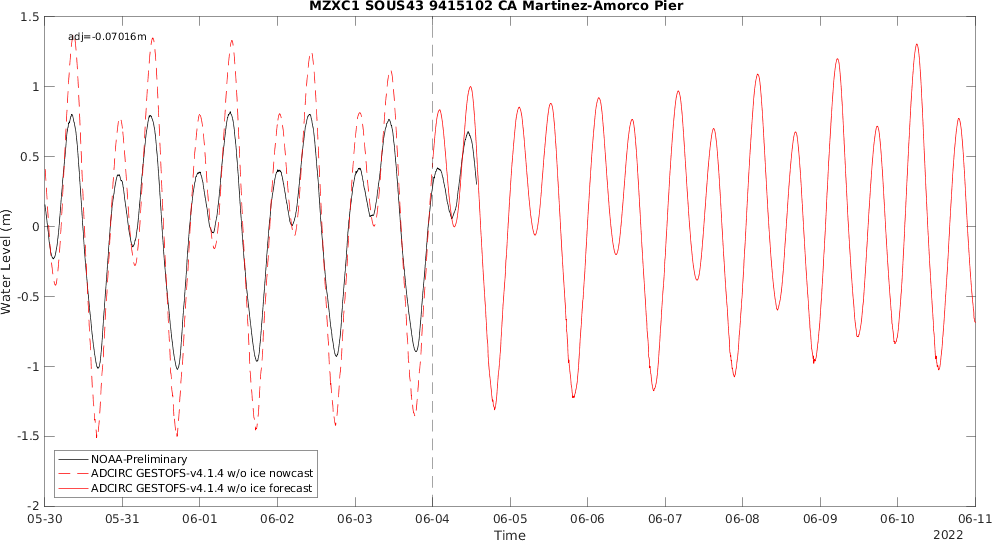 MZXC1 SOUS43 9415102 CA Martinez-Amorco Pier
adj=-0.07016m
1.5
1
0.5
0
-0.5
-1
-1.5
-2
Water Level (m)
NOAA-Preliminary
ADCIRC GESTOFS-v4.1.4 w/o ice nowcast
ADCIRC GESTOFS-v4.1.4 w/o ice forecast
05-30 05-31 06-01 06-02 06-03 06-04 06-05 06-06 06-07 06-08 06-09 06-10 06-11
Time
2022